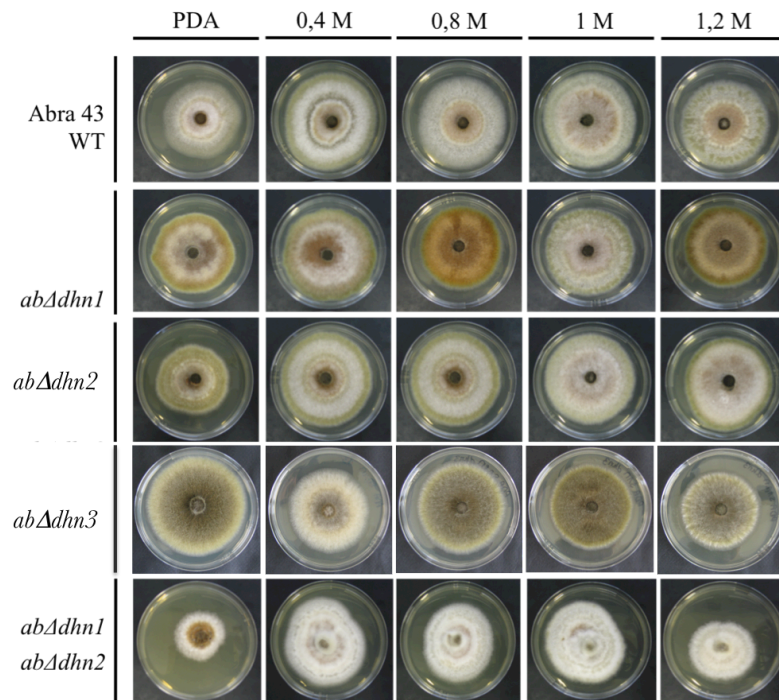 PDA 0,4 M 0,8 M 1 M 1,2 M
Abra 43
WT
abΔdhn1
abΔdhn2
abΔdhn3
abΔdhn1
abΔdhn2